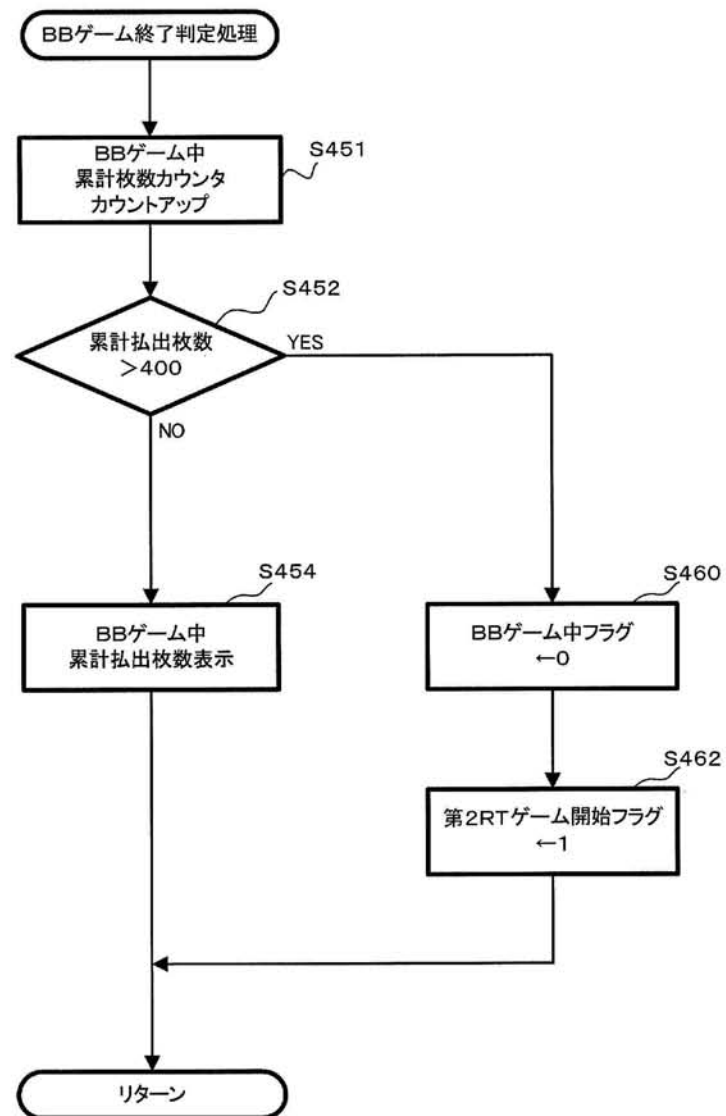 BBゲーム終了判定処理
BBゲーム中
累計枚数カウンタ
カウントアップ
S451
S452
累計払出枚数
>400
YES
NO
S454
BBゲーム中
累計払出枚数表示
S460
BBゲーム中フラグ
←0
S462
第2RTゲーム開始フラグ
←1
リターン